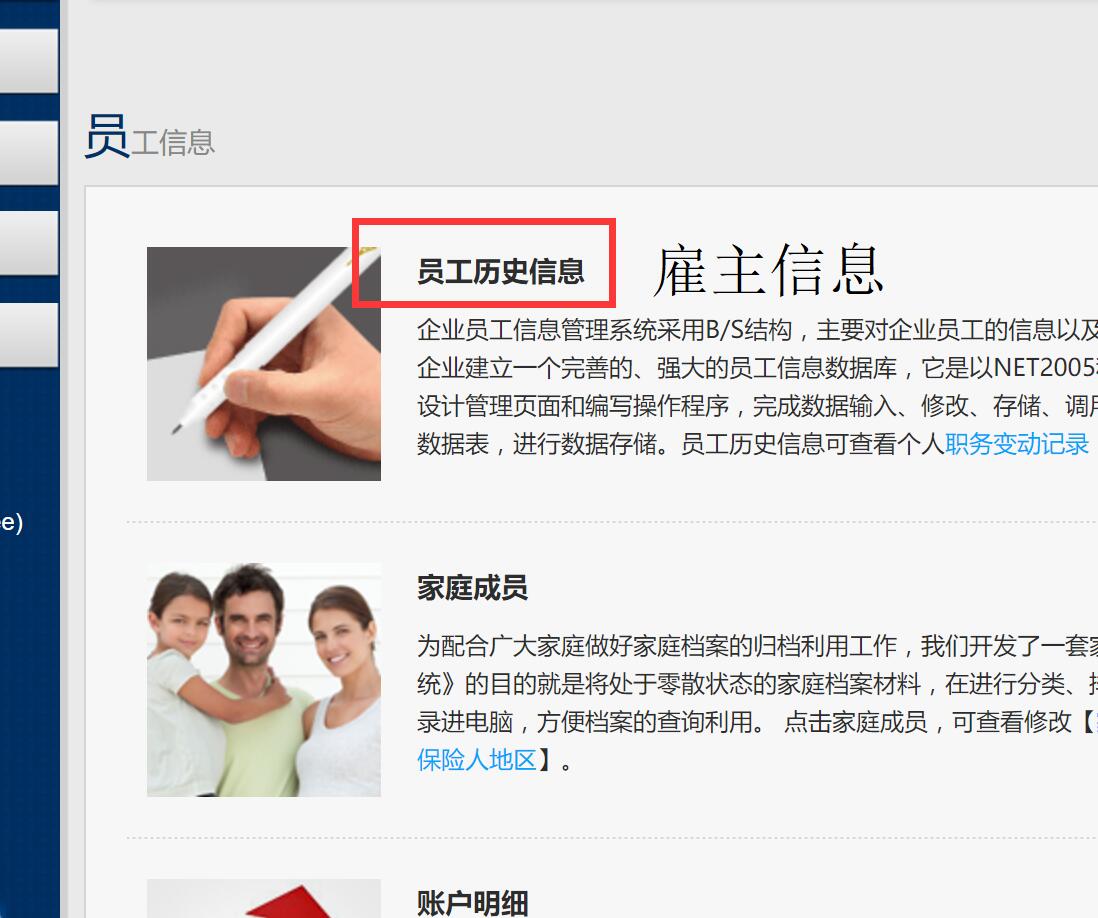 员工信息
员工历史信息
雇主信息
企业员工信息管理系统采用B/S结构，主要对企业员工的信息以及
企业建立一个完善的、强大的员工信息数据库，它是以NET2005
设计管理页面和编写操作程序，完成数据输入、修改、存储、调用
数据表，进行数据存储。员工历史信息可查看个人职务变动记录
e)
家庭成员
为配合广大家庭做好家庭档案的归档利用工作，我们开发了一套家
统》的目的就是将处于零散状态的家庭档案材料，在进行分类、
录进电脑，方便档案的查询利用。 点击家庭成员，可查看修改【
保险人地区】。
账户明细